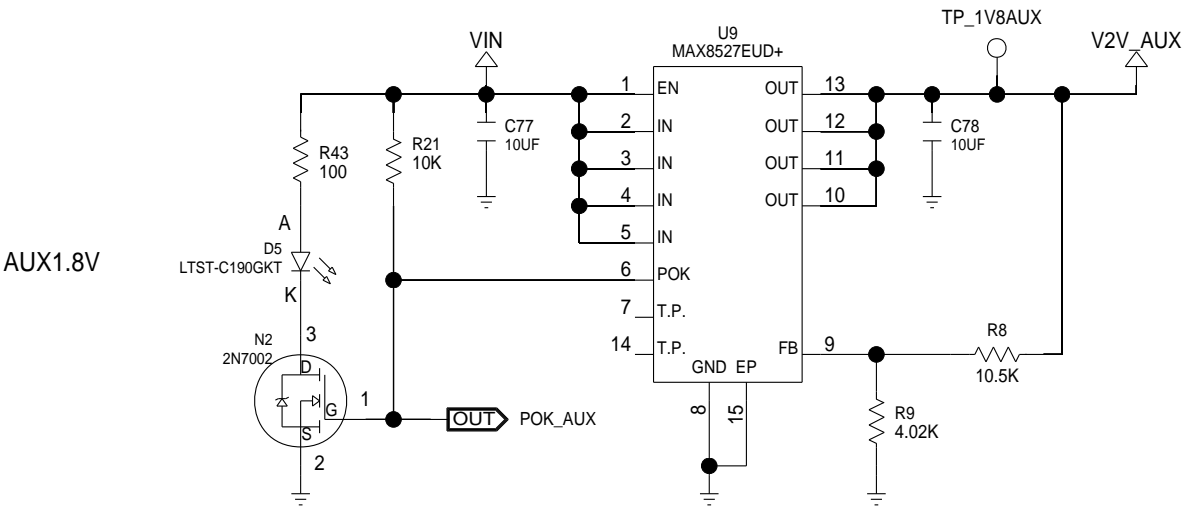 TP_1V8AUX
VIN
U9
MAX8527EUD+
V2V_AUX
1
EN
OUT
13
2
IN
OUT
12
3
IN
OUT
11
4
IN
OUT
10
5
IN
6
POK
7
T.P.
14
T.P.
FB
9
GND EP
8
15
C77
10UF
C78
10UF
R43
100
R21
10K
A
D5
LTST-C190GKT
K
AUX1.8V
N2
2N7002
3
D
G
S
1
2
OUT
POK_AUX
R8
10.5K
R9
4.02K